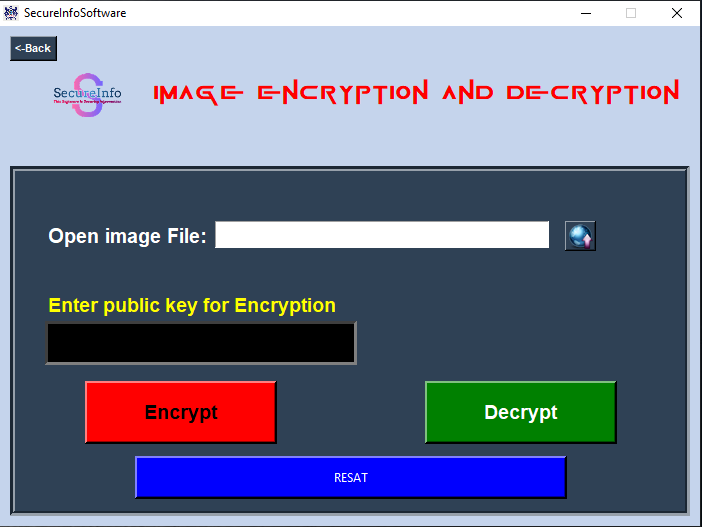 SecureInfoSoftware
<-Back
SecureInfo
IMAGE ENCRYPTION AND DECRYPTION
Open image File:
Enter public key for Encryption
Encrypt
Decrypt
RESAT